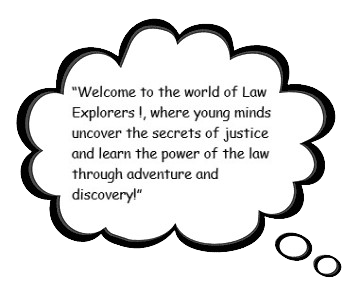 “Welcome to the world of Law
Explorers !, where young minds
uncover the secrets of justice
and learn the power of the law
through adventure and
discovery!”